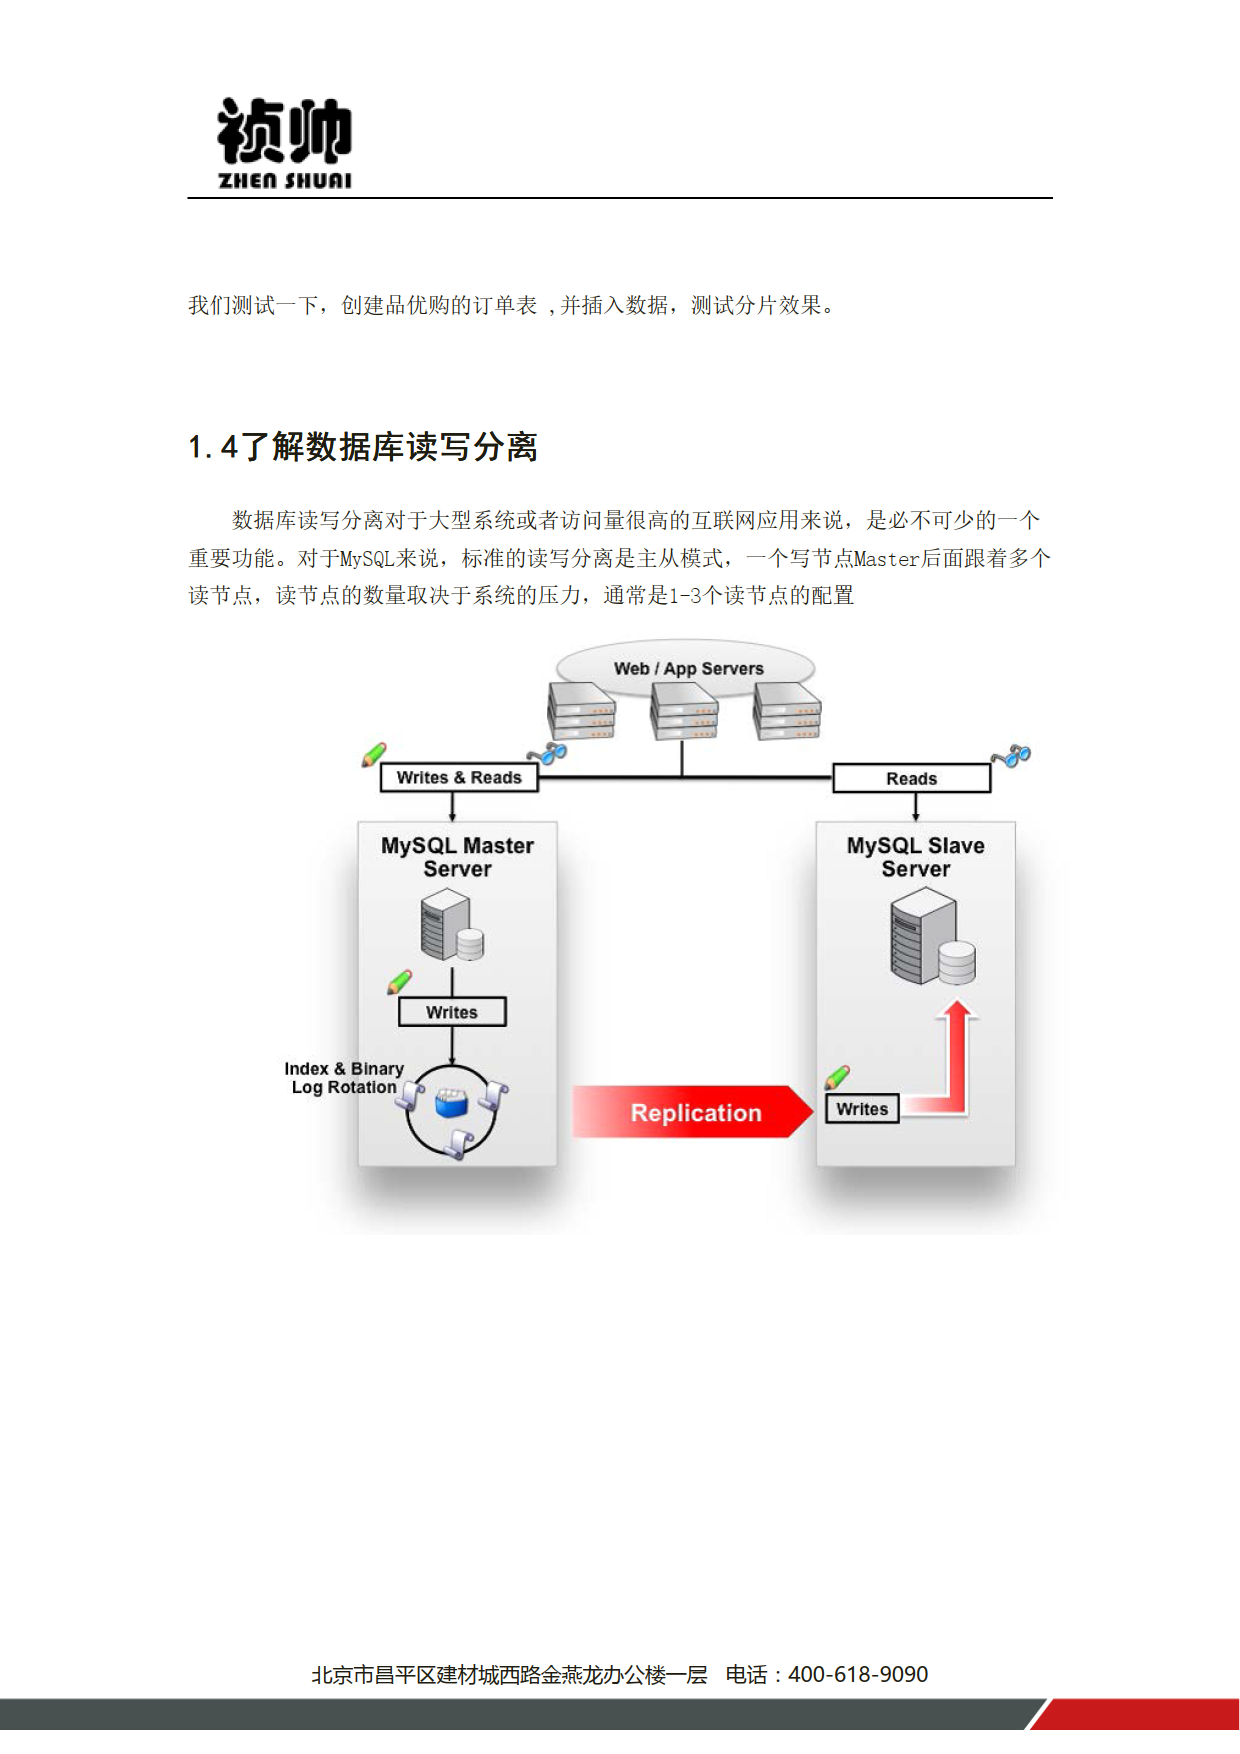 祯帅
ZHEN SHUAI
我们测试一下，创建品优购的订单表 ,并插入数据，测试分片效果。
1.4了解数据库读写分离
数据库读写分离对于大型系统或者访问量很高的互联网应用来说，是必不可少的一个
重要功能。对于MySQL来说，标准的读写分离是主从模式，一个写节点Master后面跟着多个
读节点，读节点的数量取决于系统的压力，通常是1-3个读节点的配置
Web / App Servers
Writes & Reads
Reads
MySQL Master
Server
MySQL Slave
Server
Writes
Index & Binary
Log Rotation
Replication
Writes
北京市昌平区建材城西路金燕龙办公楼一层 电话：400-618-9090